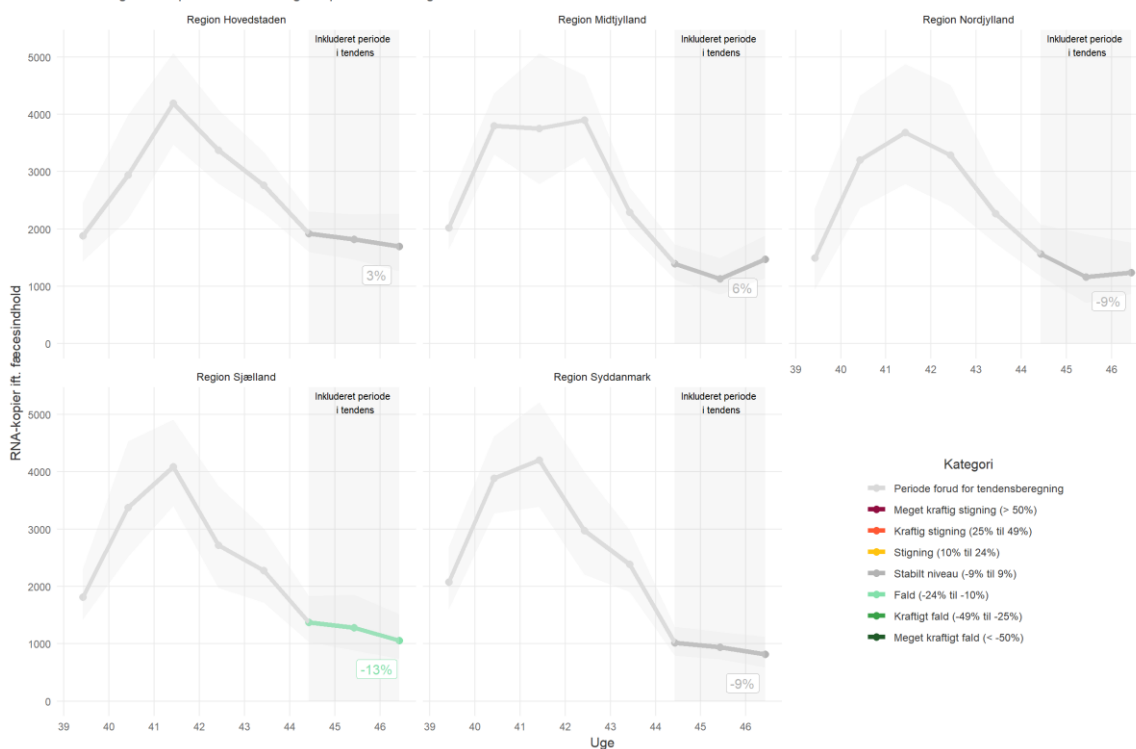 Region Hovedstaden
Region Midtjylland
Region Nordjylland
Inkluderet periode
i tendens
Inkluderet periode
i tendens
Inkluderet periode
i tendens
5000
4000
3000
2000
1000
0
3%
6%
-9%
39 40 41 42 43 44 45 46
Region Sjælland
Region Syddanmark
Inkluderet periode
i tendens
Inkluderet periode
i tendens
5000
4000
3000
2000
1000
0
-13%
-9%
39 40 41 42 43 44 45 46
39 40 41 42 43 44 45 46
RNA-kopier ift. fæcesindhold
Uge
Kategori
Periode forud for tendensberegning
Meget kraftig stigning (> 50%)
Kraftig stigning (25% til 49%)
Stigning (10% til 24%)
Stabilt niveau (-9% til 9%)
Fald (-24% til -10%)
Kraftigt fald (-49% til -25%)
Meget kraftigt fald (< -50%)